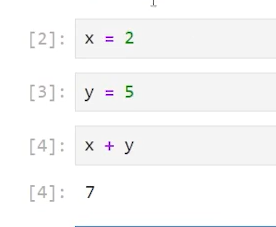 [2]: x = 2
[3]: y = 5
[4]: x + y
[4]: 7